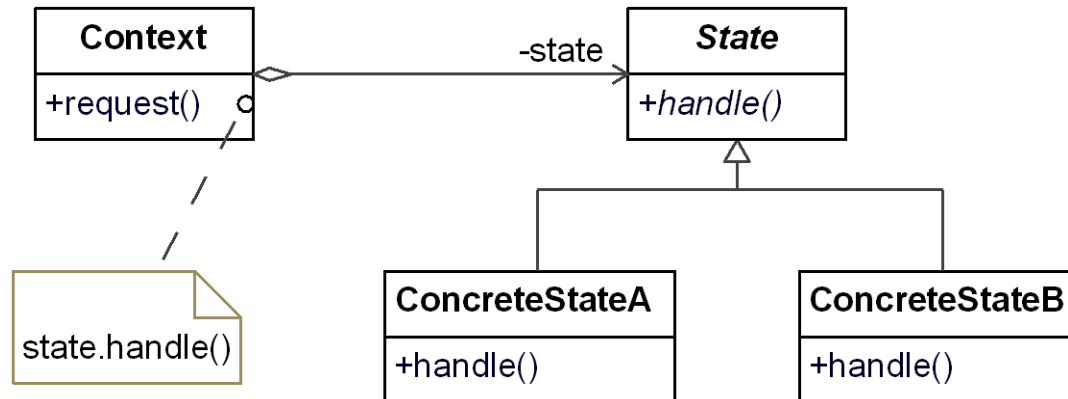 Context
+request()
-state
State
+handle()
state.handle()
ConcreteStateA
+handle()
ConcreteStateB
+handle()